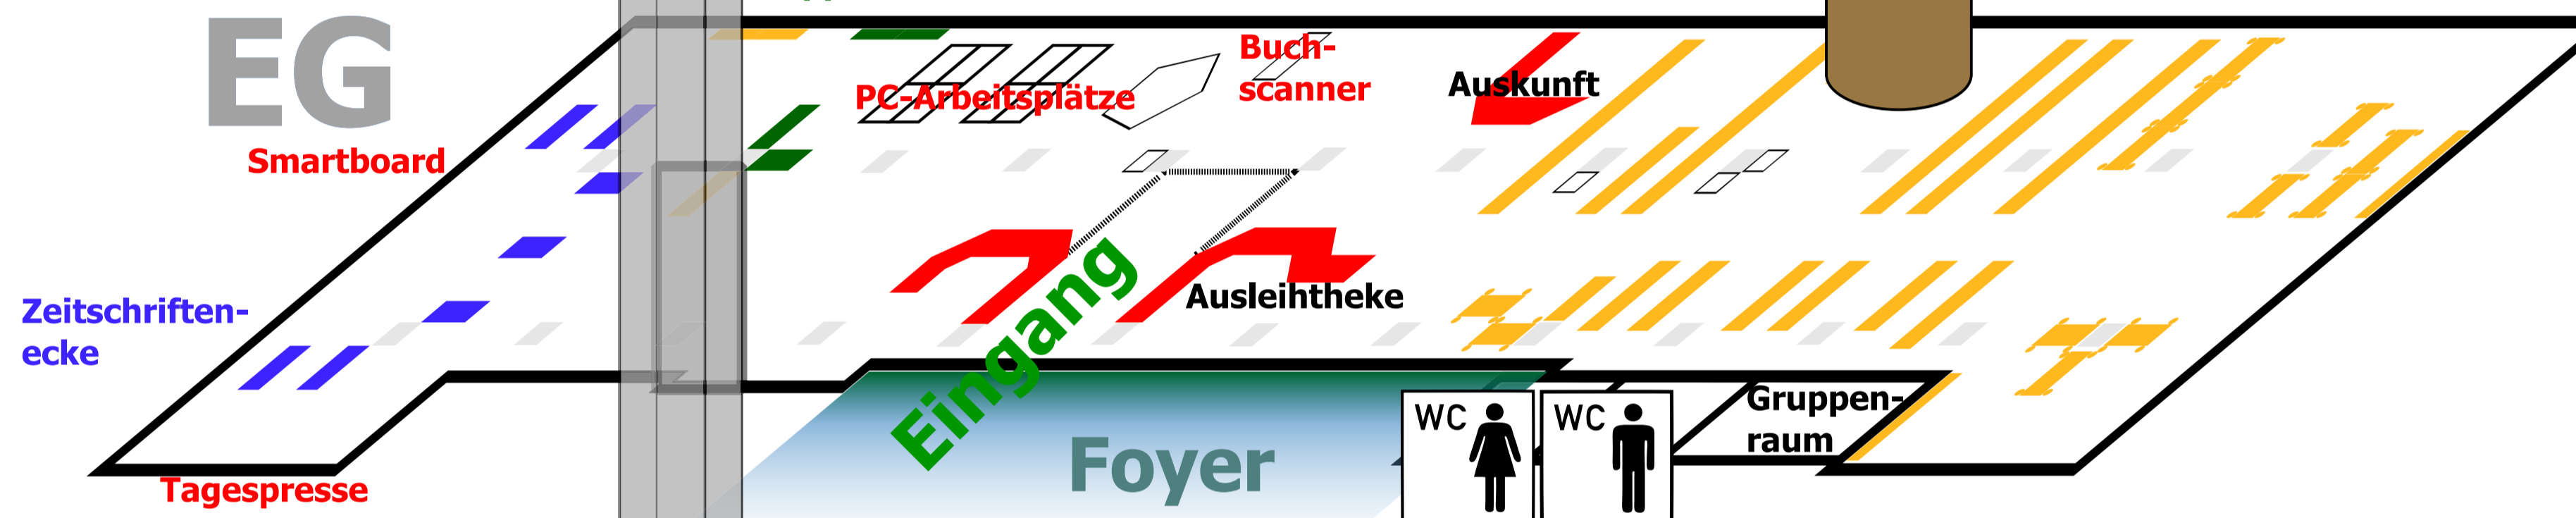 EG
Buch-
scanner
Auskunft
PC-Arbeitsplätze
Smartboard
Zeitschriften-
ecke
Eingang
Ausleihtheke
Tagespresse
Foyer
WC
WC
Gruppen-
raum